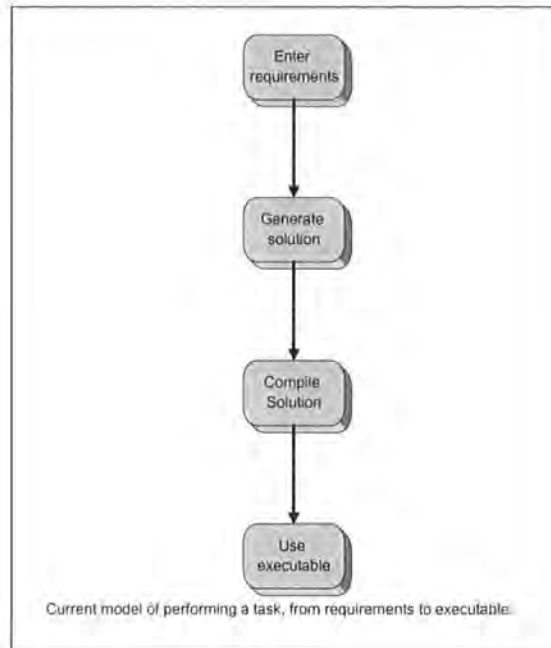 Enter
requirements
Generate
solution
Compile
Solution
Use
executable
Current model of performing a task, from requirements to executable.